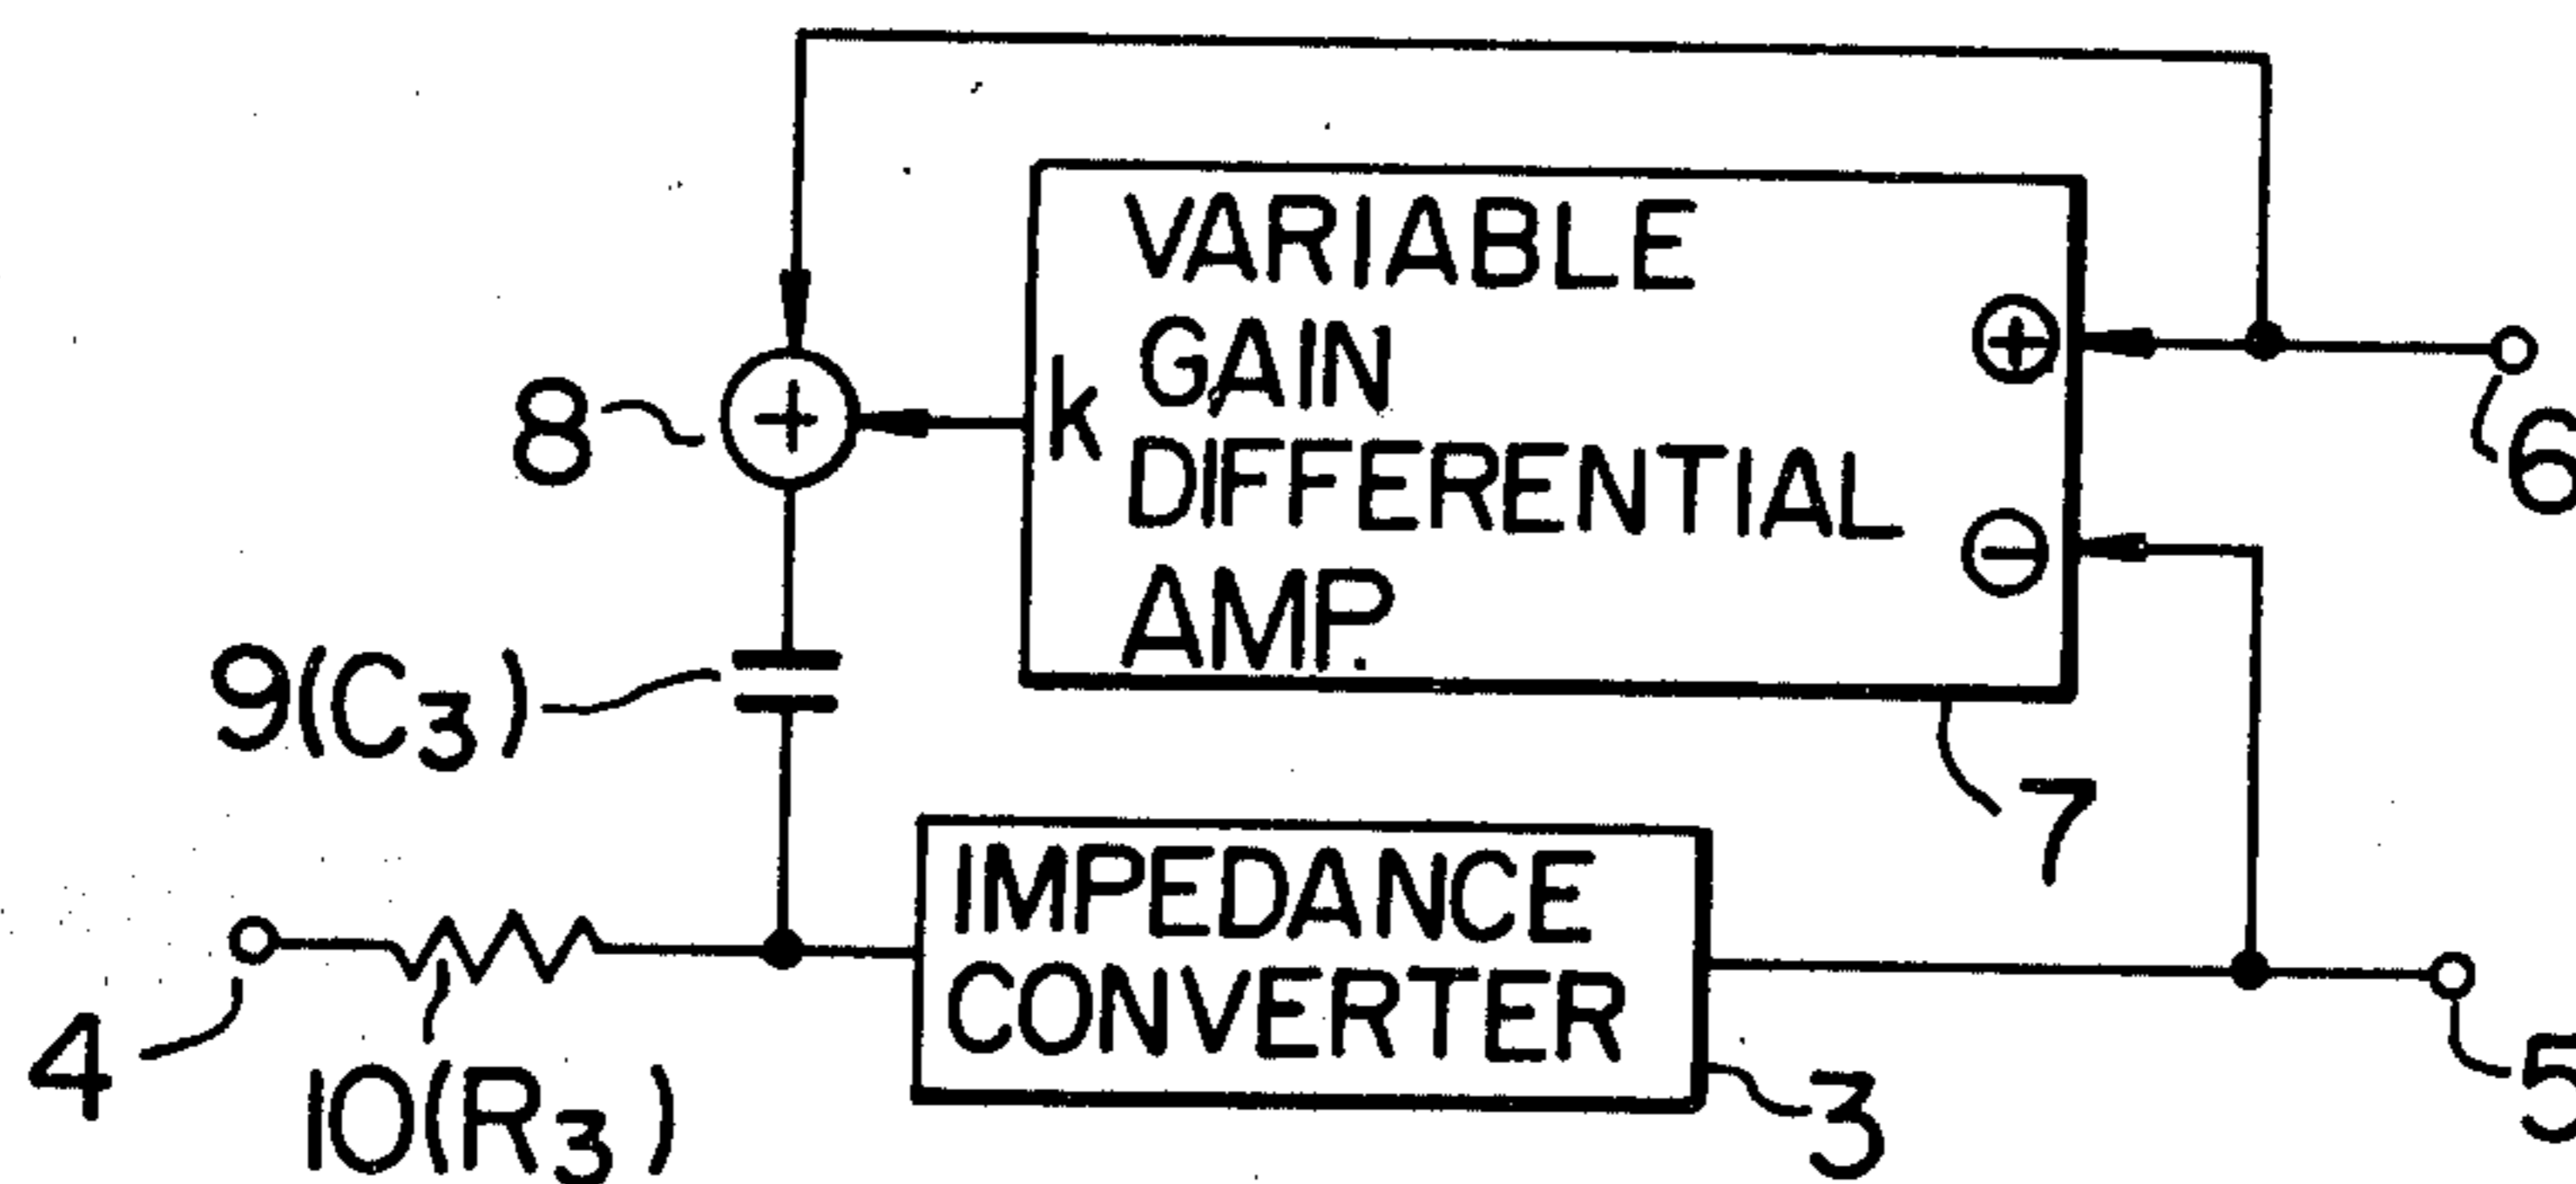 VARIABLE
GAIN
k
DIFFERENTIAL
AMP.
+
−
+
8
6
9(C3)
7
IMPEDANCE
CONVERTER
4
10(R3)
3
5